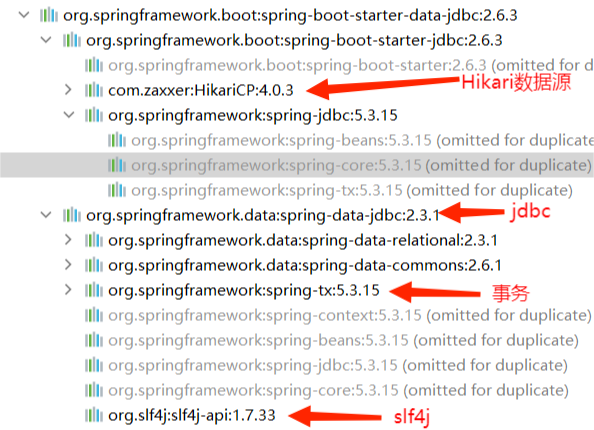 org.springframework.boot:spring-boot-starter-data-jdbc:2.6.3
org.springframework.boot:spring-boot-starter-jdbc:2.6.3
org.springframework.boot:spring-boot-starter:2.6.3 (omitted for du
com.zaxxer:HikariCP:4.0.3
Hikari数据源
org.springframework:spring-jdbc:5.3.15
org.springframework:spring-beans:5.3.15 (omitted for duplicate)
org.springframework:spring-core:5.3.15 (omitted for duplicate)
org.springframework:spring-tx:5.3.15 (omitted for duplicate)
org.springframework.data:spring-data-jdbc:2.3.1
jdbc
org.springframework.data:spring-data-relational:2.3.1
org.springframework.data:spring-data-commons:2.6.1
org.springframework:spring-tx:5.3.15
事务
org.springframework:spring-context:5.3.15 (omitted for duplicate)
org.springframework:spring-beans:5.3.15 (omitted for duplicate)
org.springframework:spring-jdbc:5.3.15 (omitted for duplicate)
org.springframework:spring-core:5.3.15 (omitted for duplicate)
org.slf4j:slf4j-api:1.7.33
slf4j